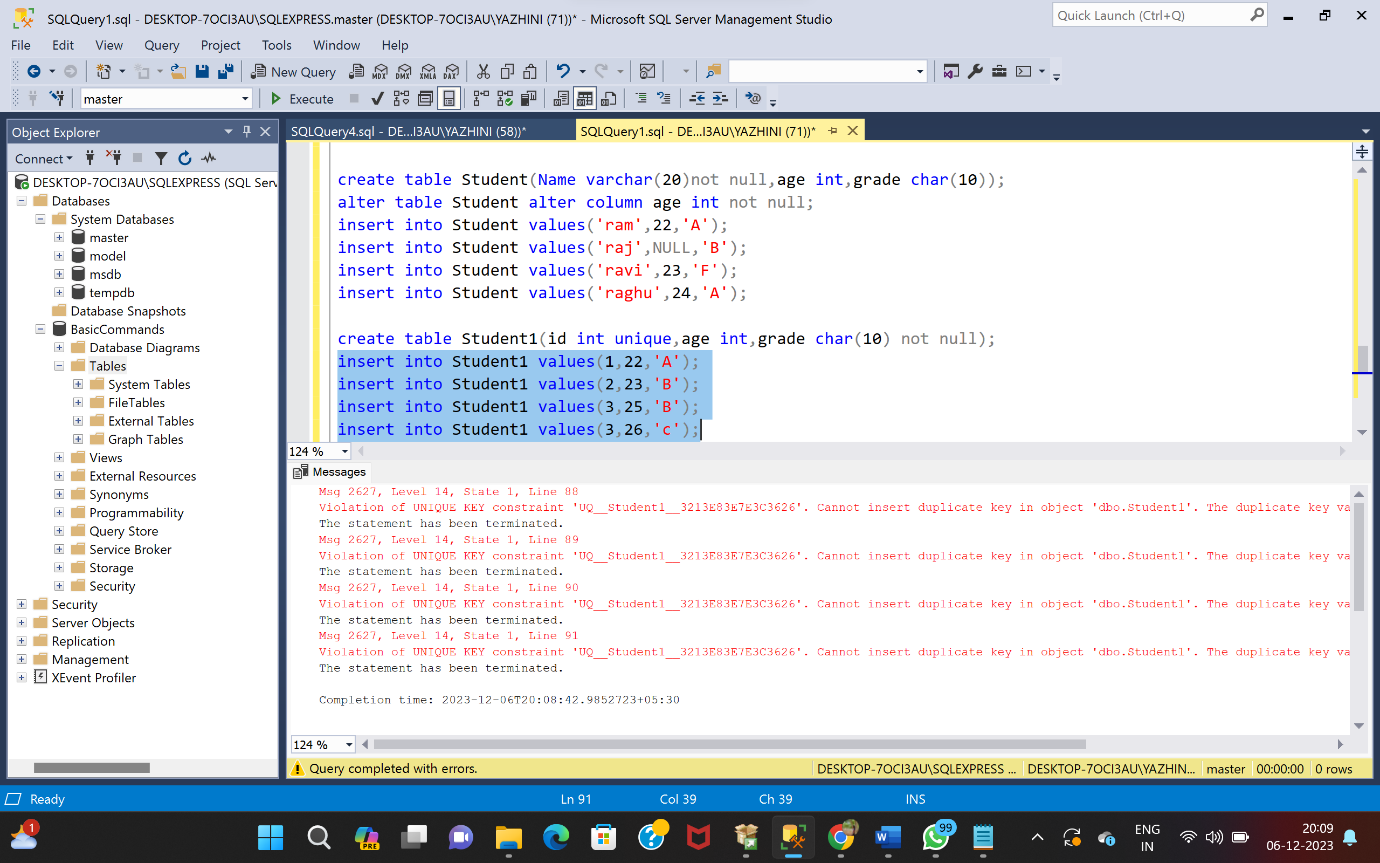 SQLQuery1.sql - DESKTOP-7OCI3AU\SQLEXPRESS.master (DESKTOP-7OCI3AU\YAZHINI (71))* - Microsoft SQL Server Management Studio
Quick Launch (Ctrl+Q)
File Edit View Query Project Tools Window Help
New Query MDX DMX XMLA DAX
master Execute
Object Explorer
SQLQuery4.sql - DE...I3AU\YAZHINI (58))* SQLQuery1.sql - DE...I3AU\YAZHINI (71))*
Connect
DESKTOP-7OCI3AU\SQLEXPRESS (SQL Ser
Databases
System Databases
master
model
msdb
tempdb
Database Snapshots
BasicCommands
Database Diagrams
Tables
System Tables
FileTables
External Tables
Graph Tables
Views
External Resources
Synonyms
Programmability
Query Store
Service Broker
Storage
Security
Security
Server Objects
Replication
Management
XEvent Profiler
create table Student(Name varchar(20)not null,age int,grade char(10));
alter table Student alter column age int not null;
insert into Student values('ram',22,'A');
insert into Student values('raj',NULL,'B');
insert into Student values('ravi',23,'F');
insert into Student values('raghu',24,'A');
create table Student1(id int unique,age int,grade char(10) not null);
insert into Student1 values(1,22,'A');
insert into Student1 values(2,23,'B');
insert into Student1 values(3,25,'B');
insert into Student1 values(3,26,'c');
124 %
Messages
Msg 2627, Level 14, State 1, Line 88
Violation of UNIQUE KEY constraint 'UQ__Student1__3213E83E7E3C3626'. Cannot insert duplicate key in object 'dbo.Student1'. The duplicate key va
The statement has been terminated.
Msg 2627, Level 14, State 1, Line 89
Violation of UNIQUE KEY constraint 'UQ__Student1__3213E83E7E3C3626'. Cannot insert duplicate key in object 'dbo.Student1'. The duplicate key va
The statement has been terminated.
Msg 2627, Level 14, State 1, Line 90
Violation of UNIQUE KEY constraint 'UQ__Student1__3213E83E7E3C3626'. Cannot insert duplicate key in object 'dbo.Student1'. The duplicate key va
The statement has been terminated.
Msg 2627, Level 14, State 1, Line 91
Violation of UNIQUE KEY constraint 'UQ__Student1__3213E83E7E3C3626'. Cannot insert duplicate key in object 'dbo.Student1'. The duplicate key va
The statement has been terminated.
Completion time: 2023-12-06T20:08:42.9852723+05:30
124 %
Query completed with errors. DESKTOP-7OCI3AU\SQLEXPRESS ... DESKTOP-7OCI3AU\YAZHIN... master 00:00:00 0 rows
Ready Ln 91 Col 39 Ch 39 INS
1 PRE 99 ENG 20:09
IN 06-12-2023